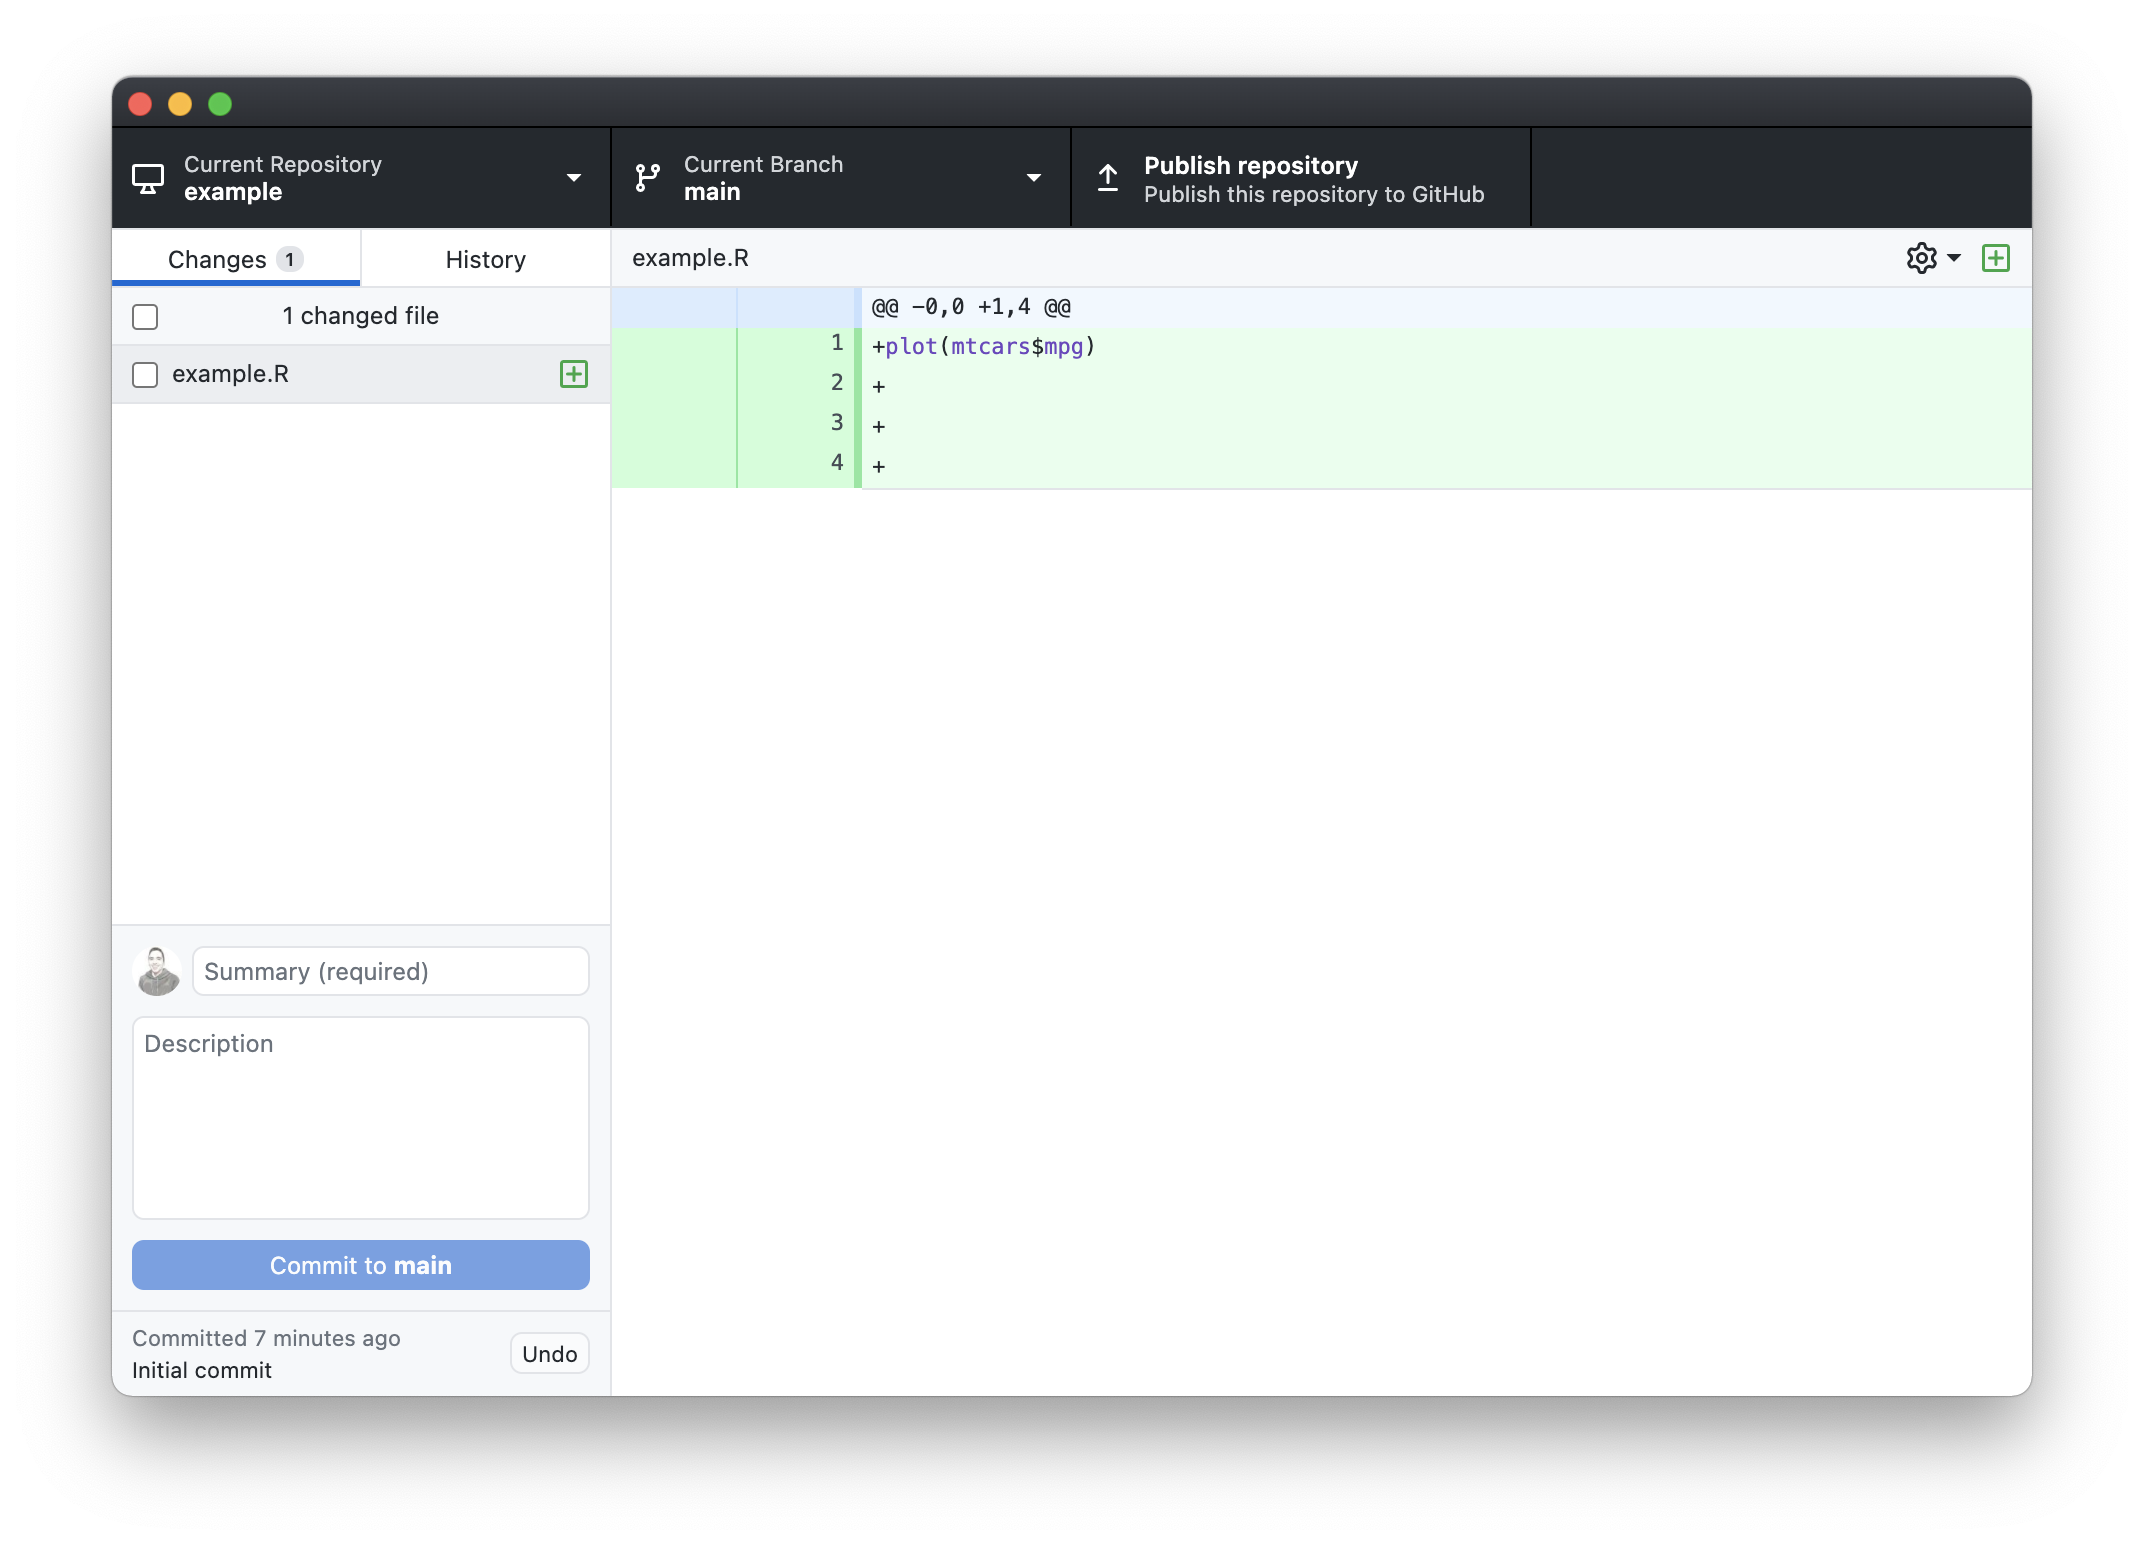 Current Repository
example
Current Branch
main
Publish repository
Publish this repository to GitHub
Changes 1
History
example.R
1 changed file
example.R
@@ -0,0 +1,4 @@
1 +plot(mtcars$mpg)
2 +
3 +
4 +
Summary (required)
Description
Commit to main
Committed 7 minutes ago
Initial commit
Undo